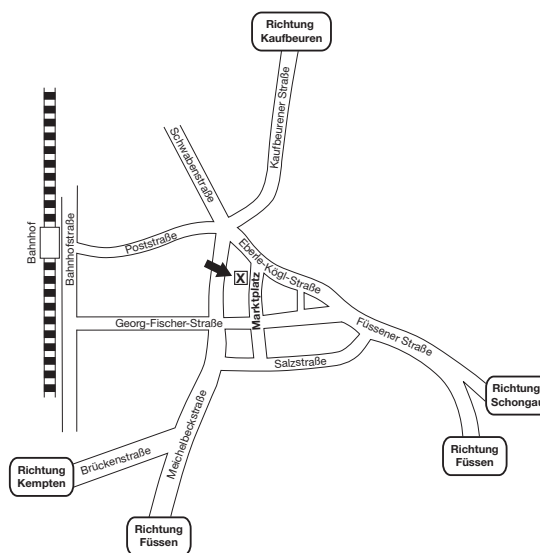 Richtung
Kaufbeuren
Kaufbeurener Straße
Schwabenstraße
Bahnhof
Bahnhofstraße
Poststraße
Eberle-Kögl-Straße
X
Marktplatz
Georg-Fischer-Straße
Füssener Straße
Salzstraße
Richtung
Schongau
Meichelbeckstraße
Richtung
Füssen
Brückenstraße
Richtung
Kempten
Richtung
Füssen